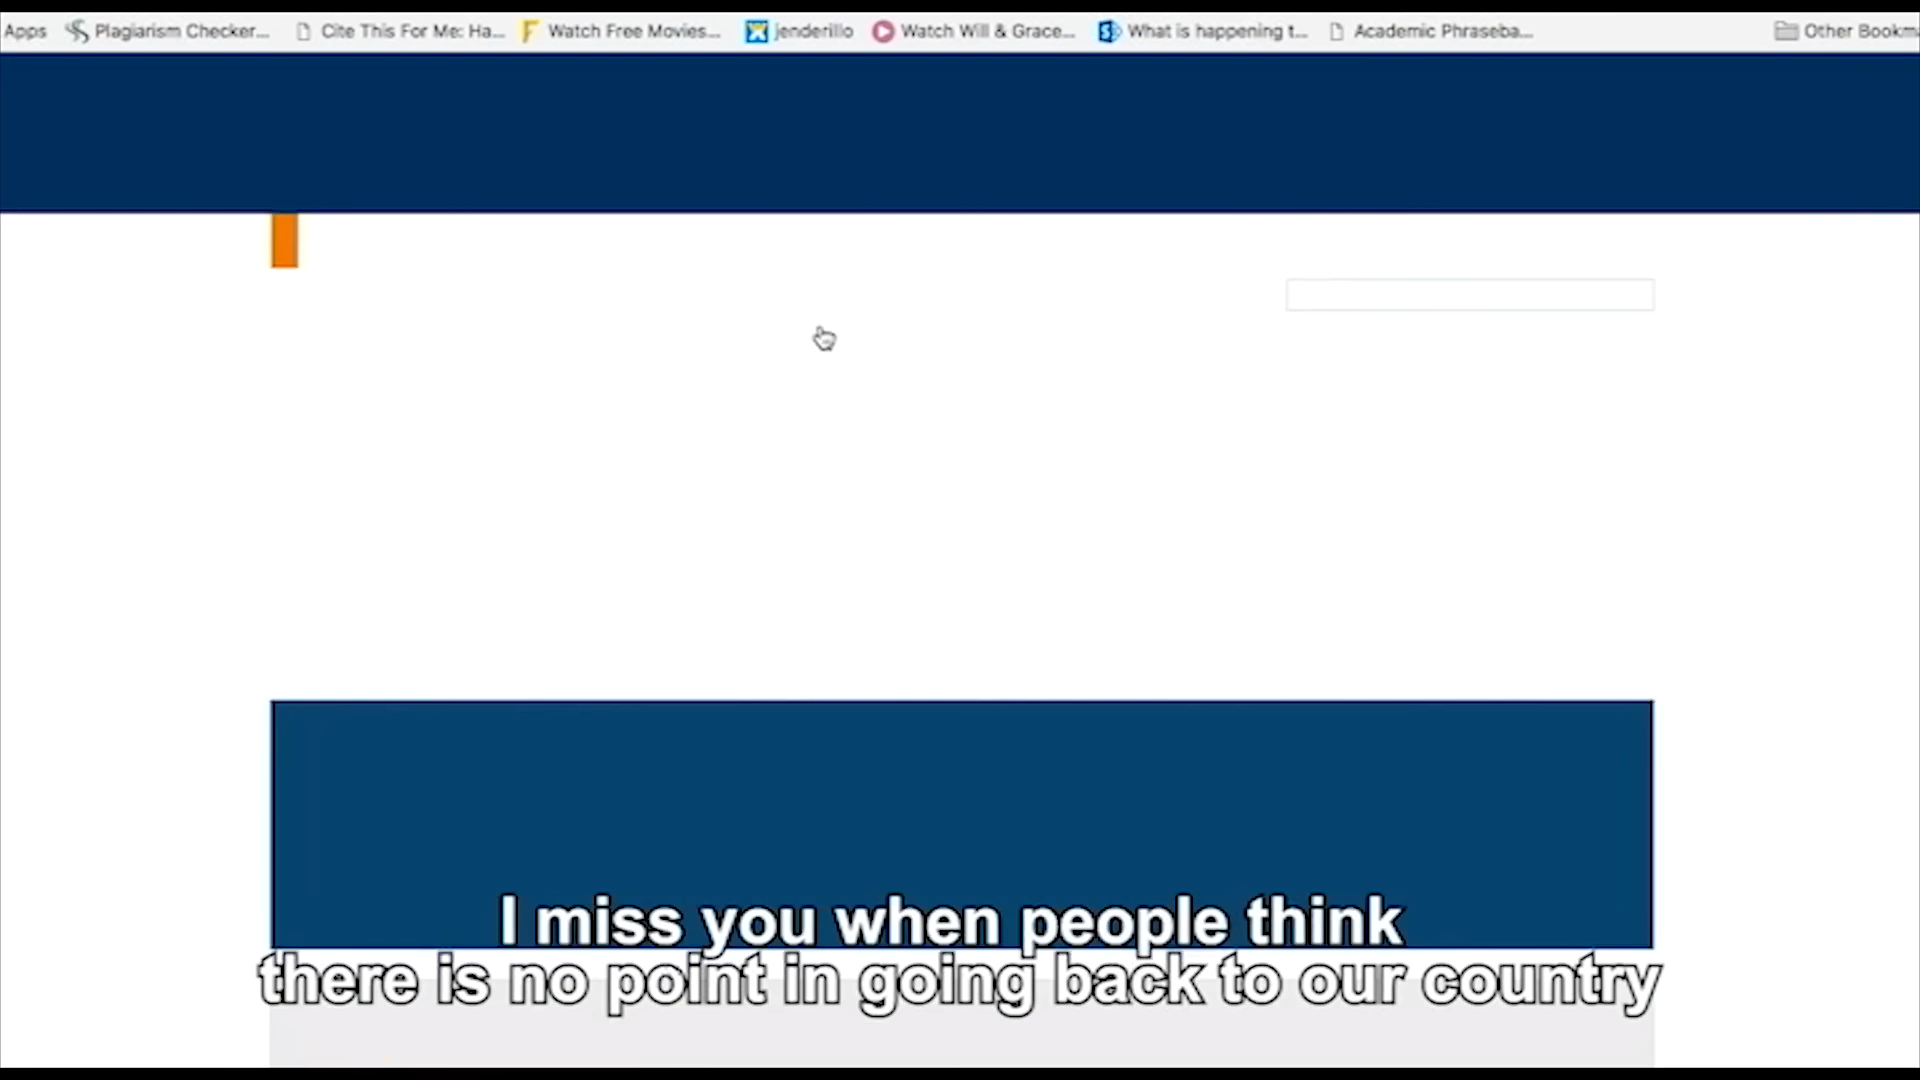 Apps Plagiarism Checker... Cite This For Me: Ha... Watch Free Movies... jenderillo Watch Will & Grace... What is happening t... Academic Phraseba... Other Bookma
I miss you when people think
there is no point in going back to our country